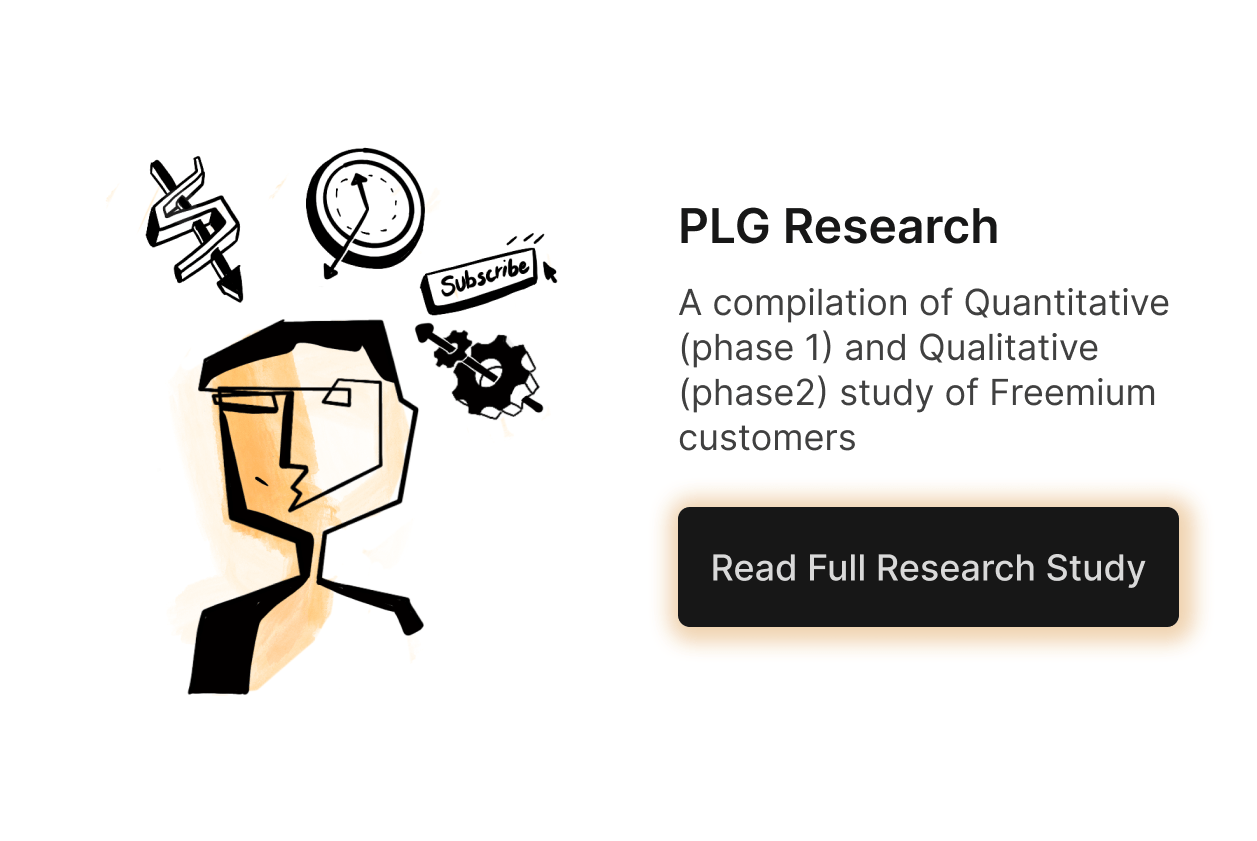 Subscribe
PLG Research
A compilation of Quantitative
(phase 1) and Qualitative
(phase2) study of Freemium
customers
Read Full Research Study